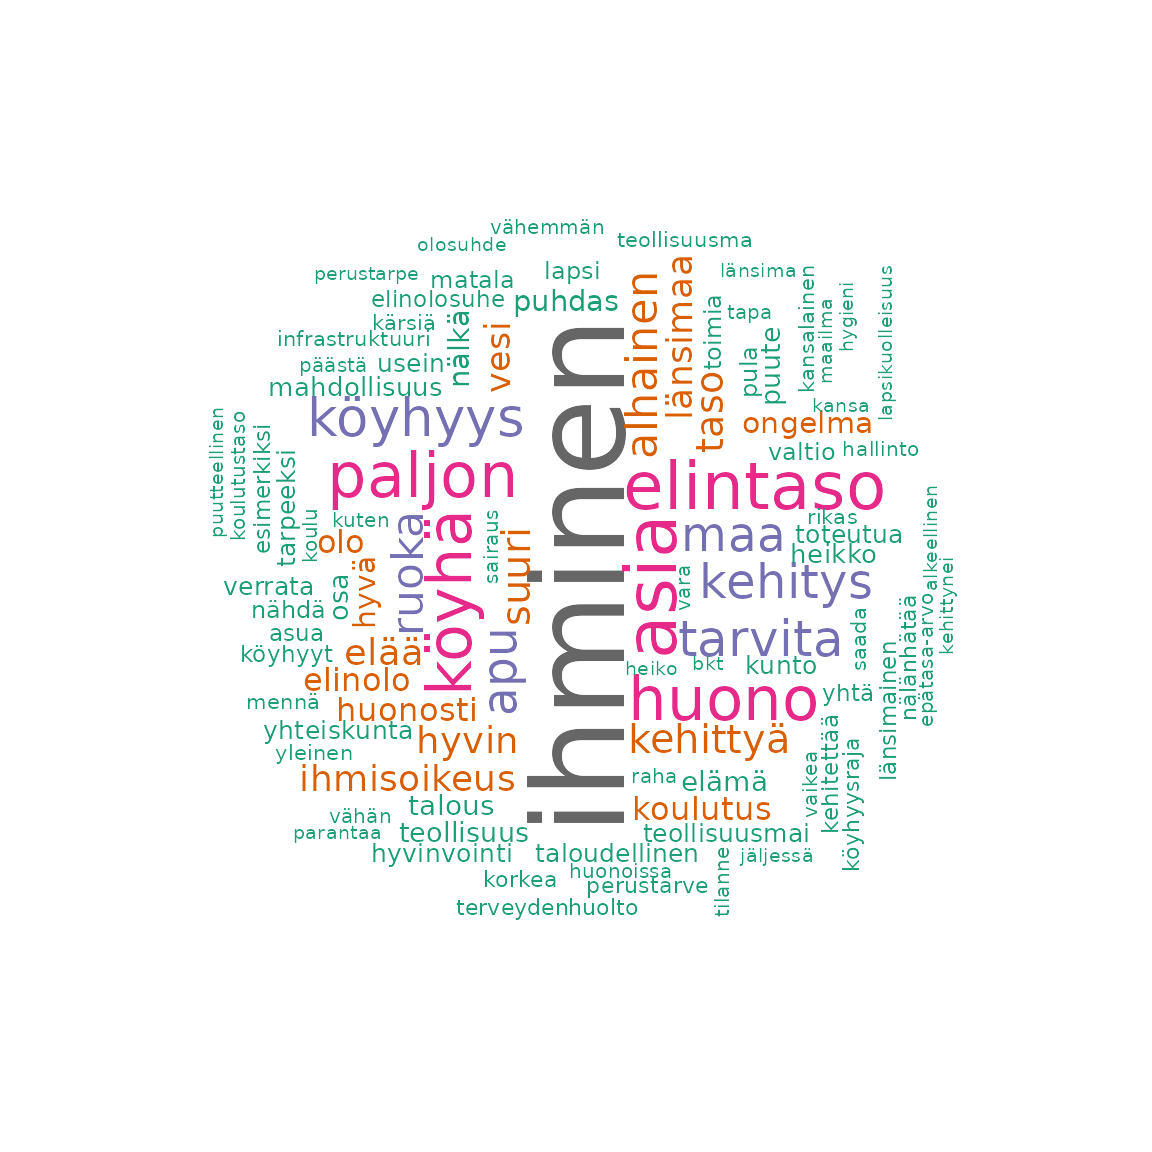 vähemmän
olosuhde
teollisuusma
perustarpe
matala
lapsi
länsima
elinolosuhe
puhdas
kärsiä
infrastruktuuri
nälkä
vesi
alhainen
länsimaa
toimia
tapa
kansalainen
maailma
hygieni
lapsikuolleisuus
päästä
usein
mahdollisuus
taso
pula
puute
kansa
ongelma
köyhyys
valtio
hallinto
puutteellinen
koulutustaso
esimerkiksi
tarpeeksi
koulu
paljon
ihminen
elintaso
kuten
olo
ruoka
köyhä
sairaus
suuri
asia
maa
rikas
toteutua
heikko
alkeellinen
verrata
nähdä
asua
köyhyyt
osa
hyvä
vara
kehitys
kehittynei
epätasa-arvo
nälänhätää
länsimainen
saada
tarvita
elää
elinolo
apu
heiko
bkt
kunto
yhtä
mennä
huonosti
huono
yhteiskunta
yleinen
hyvin
kehittyä
ihmisoikeus
raha
elämä
vaikea
kehitettää
köyhyysraja
talous
koulutus
vähän
parantaa
teollisuus
teollisuusmai
hyvinvointi
taloudellinen
jäljessä
tilanne
korkea
huonoissa
perustarve
terveydenhuolto